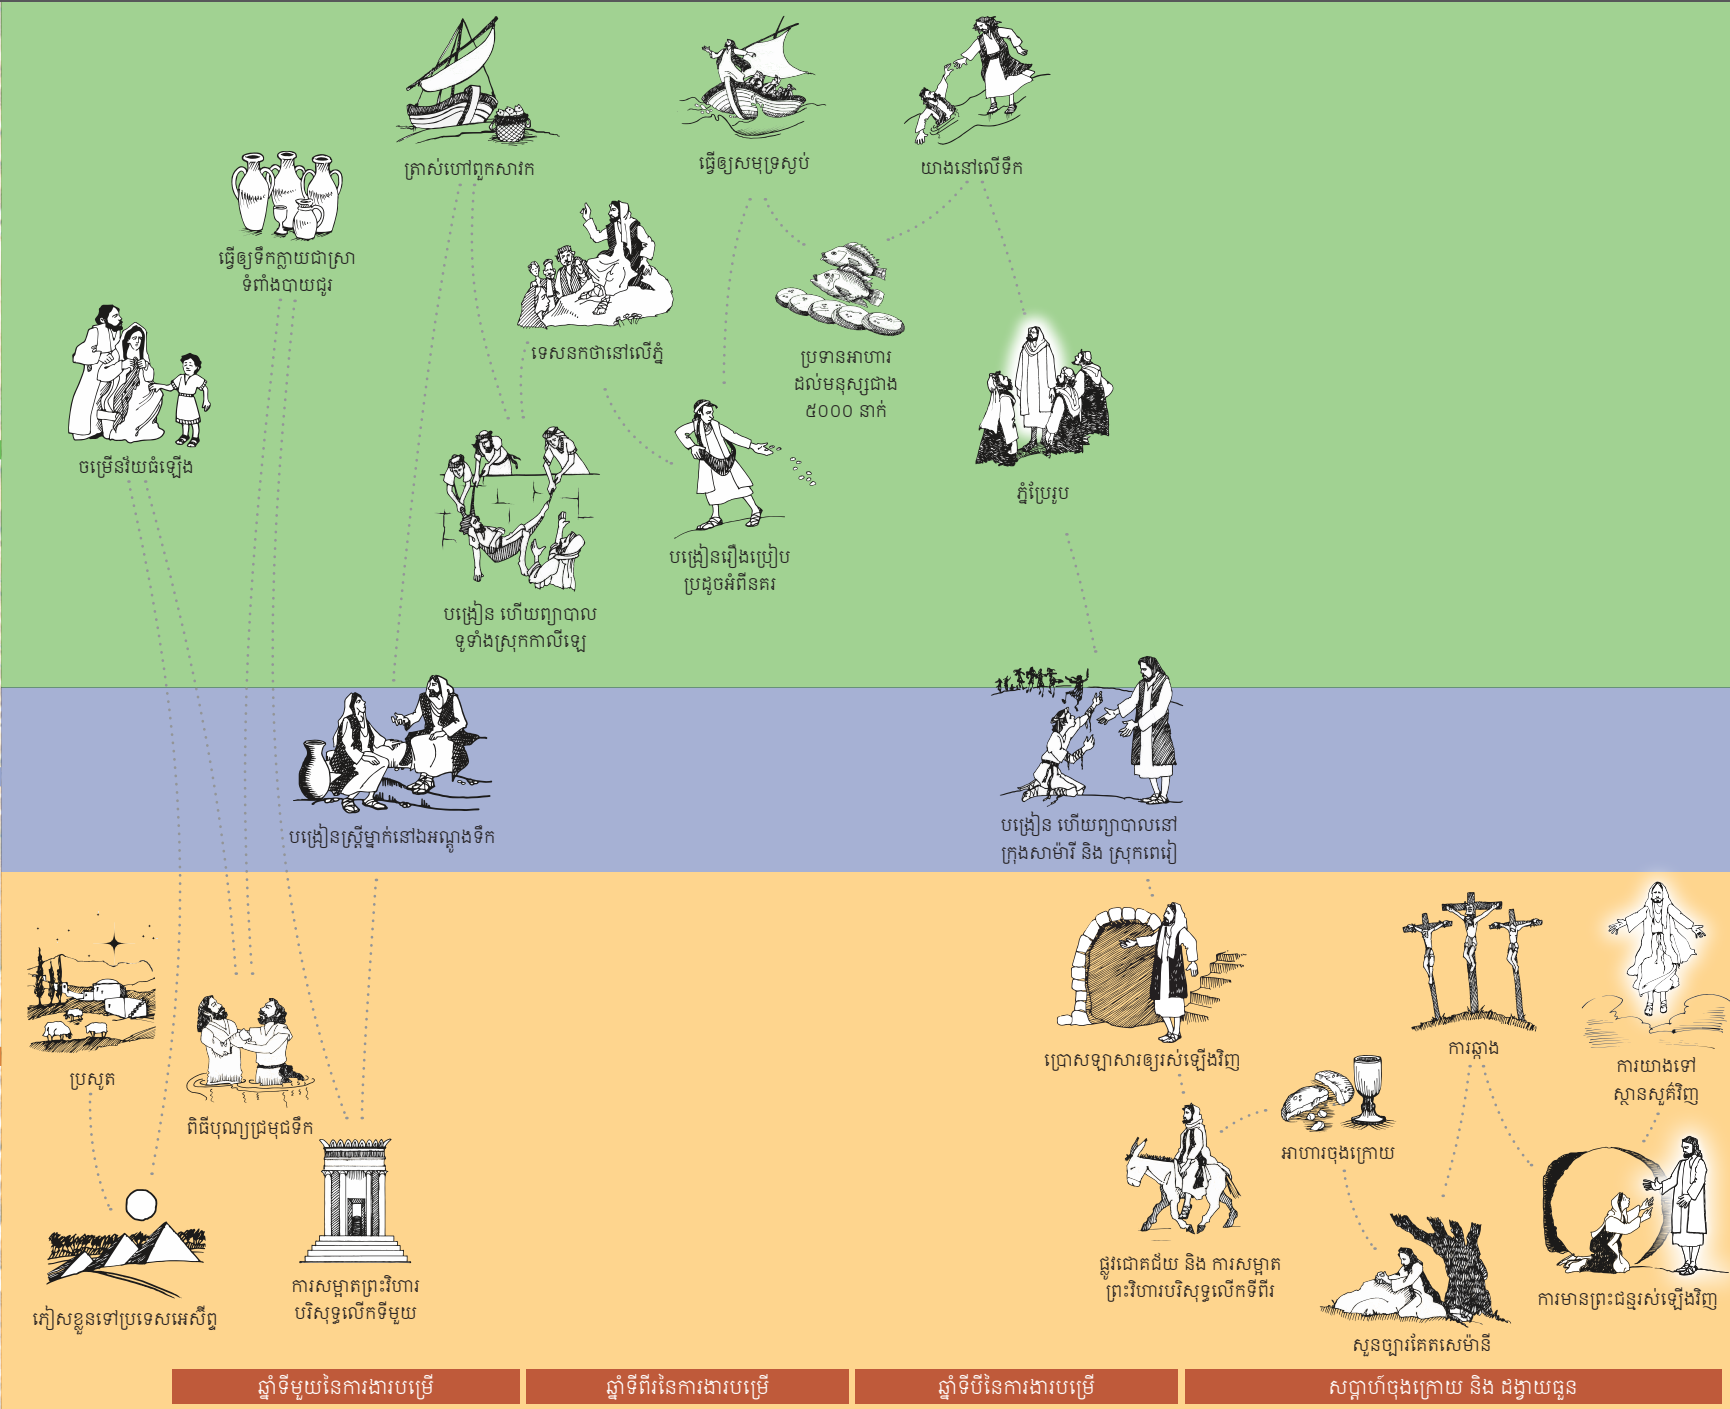 ត្រាស់ហៅពួកសាវក
ធ្វើឲ្យសមុទ្រស្ងប់
យាងនៅលើទឹក
ធ្វើឲ្យទឹកក្លាយជាស្រា
ទំពាំងបាយជូរ
ទេសនកថានៅលើភ្នំ
ប្រទានអាហារ
ដល់មនុស្សជាង
៥០០០ នាក់
ចម្រើនវ័យធំឡើង
ភ្នំប្រែរូប
បង្រៀនរឿងប្រៀប
ប្រដូចអំពីនគរ
បង្រៀន ហើយព្យាបាល
ទូទាំងស្រុកកាលីឡេ
បង្រៀនស្ត្រីម្នាក់នៅឯអណ្តូងទឹក
បង្រៀន ហើយព្យាបាលនៅ
ក្រុងសាម៉ារី និង ស្រុកពេរៀ
ប្រសូត
ពិធីបុណ្យជ្រមុជទឹក
ប្រោសឡាសារឲ្យរស់ឡើងវិញ
ការឆ្កាង
ការយាងទៅ
ស្ថានសួគ៌វិញ
អាហារចុងក្រោយ
ភៀសខ្លួនទៅប្រទេសអេស៊ីព្ទ
ការសម្អាតព្រះវិហារ
បរិសុទ្ធលើកទីមួយ
ផ្លូវជោគជ័យ និង ការសម្អាត
ព្រះវិហារបរិសុទ្ធលើកទីពីរ
សួនច្បារគែតសេម៉ានី
ការមានព្រះជន្មរស់ឡើងវិញ
ឆ្នាំទីមួយនៃការងារបម្រើ
ឆ្នាំទីពីរនៃការងារបម្រើ
ឆ្នាំទីបីនៃការងារបម្រើ
សប្តាហ៍ចុងក្រោយ និង ដង្វាយធួន